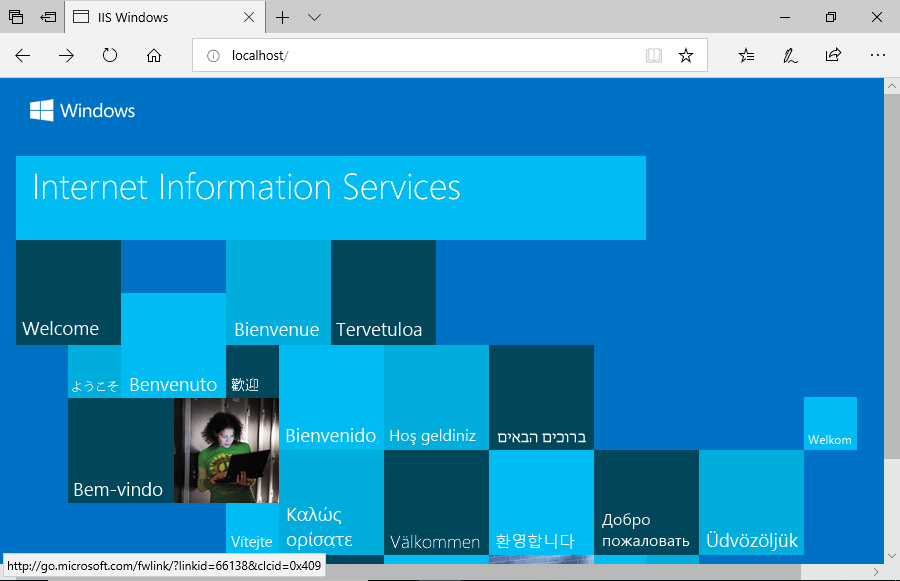 IIS Windows
localhost/
Windows
Internet Information Services
Welcome
Bienvenue
Tervetuloa
ようこそ
Benvenuto
歡迎
Bienvenido
Hoş geldiniz
ברוכים הבאים
Welkom
Bem-vindo
Vítejte
Καλώς
ορίσατε
Välkommen
환영합니다
Добро
пожаловать
Üdvözöljük
http://go.microsoft.com/fwlink/?linkid=66138&clcid=0x409